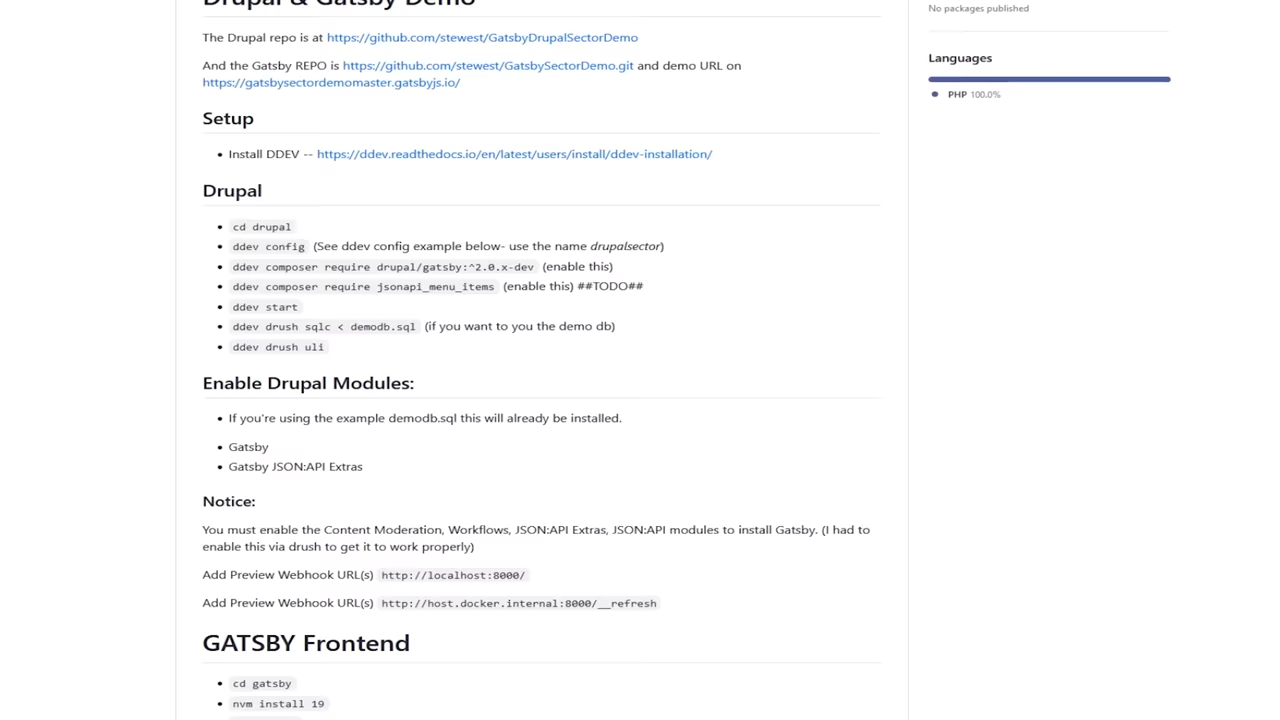 Drupal & Gatsby Demo
No packages published
The Drupal repo is at https://github.com/stewest/GatsbyDrupalSectorDemo
And the Gatsby REPO is https://github.com/stewest/GatsbySectorDemo.git and demo URL on
https://gatsbysectordemomaster.gatsbyjs.io/
Languages
PHP 100.0%
Setup
• Install DDEV -- https://ddev.readthedocs.io/en/latest/users/install/ddev-installation/
Drupal
• cd drupal
• ddev config (See ddev config example below- use the name drupalsector)
• ddev composer require drupal/gatsby:^2.0.x-dev (enable this)
• ddev composer require jsonapi_menu_items (enable this) ##TODO##
• ddev start
• ddev drush sqlc < demodb.sql (if you want to you the demo db)
• ddev drush uli
Enable Drupal Modules:
• If you're using the example demodb.sql this will already be installed.
• Gatsby
• Gatsby JSON:API Extras
Notice:
You must enable the Content Moderation, Workflows, JSON:API Extras, JSON:API modules to install Gatsby. (I had to
enable this via drush to get it to work properly)
Add Preview Webhook URL(s) http://localhost:8000/
Add Preview Webhook URL(s) http://host.docker.internal:8000/__refresh
GATSBY Frontend
• cd gatsby
• nvm install 19